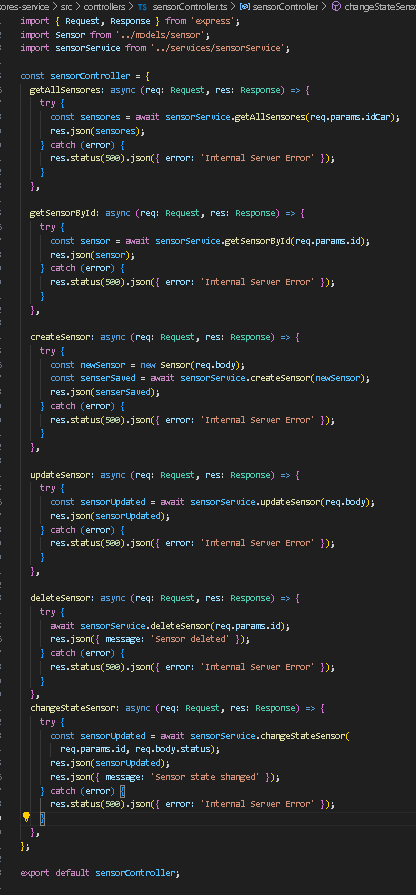 ores-service > src > controllers > TS sensorController.ts > sensorController > changeStateSenso
import { Request, Response } from 'express';
import Sensor from '../models/sensor';
import sensorService from '../services/sensorService';
const sensorController = {
getAllSensores: async (req: Request, res: Response) => {
try {
const sensores = await sensorService.getAllSensores(req.params.idCar);
res.json(sensores);
} catch (error) {
res.status(500).json({ error: 'Internal Server Error' });
}
},
getSensorById: async (req: Request, res: Response) => {
try {
const sensor = await sensorService.getSensorById(req.params.id);
res.json(sensor);
} catch (error) {
res.status(500).json({ error: 'Internal Server Error' });
}
},
createSensor: async (req: Request, res: Response) => {
try {
const newSensor = new Sensor(req.body);
const senserSaved = await sensorService.createSensor(newSensor);
res.json(senserSaved);
} catch (error) {
res.status(500).json({ error: 'Internal Server Error' });
}
},
updateSensor: async (req: Request, res: Response) => {
try {
const sensorUpdated = await sensorService.updateSensor(req.body);
res.json(sensorUpdated);
} catch (error) {
res.status(500).json({ error: 'Internal Server Error' });
}
},
deleteSensor: async (req: Request, res: Response) => {
try {
await sensorService.deleteSensor(req.params.id);
res.json({ message: 'Sensor deleted' });
} catch (error) {
res.status(500).json({ error: 'Internal Server Error' });
}
},
changeStateSensor: async (req: Request, res: Response) => {
try {
const sensorUpdated = await sensorService.changeStateSensor(
req.params.id, req.body.status);
res.json(sensorUpdated);
res.json({ message: 'Sensor state shanged' });
} catch (error) {
res.status(500).json({ error: 'Internal Server Error' });
}
},
};
export default sensorController;